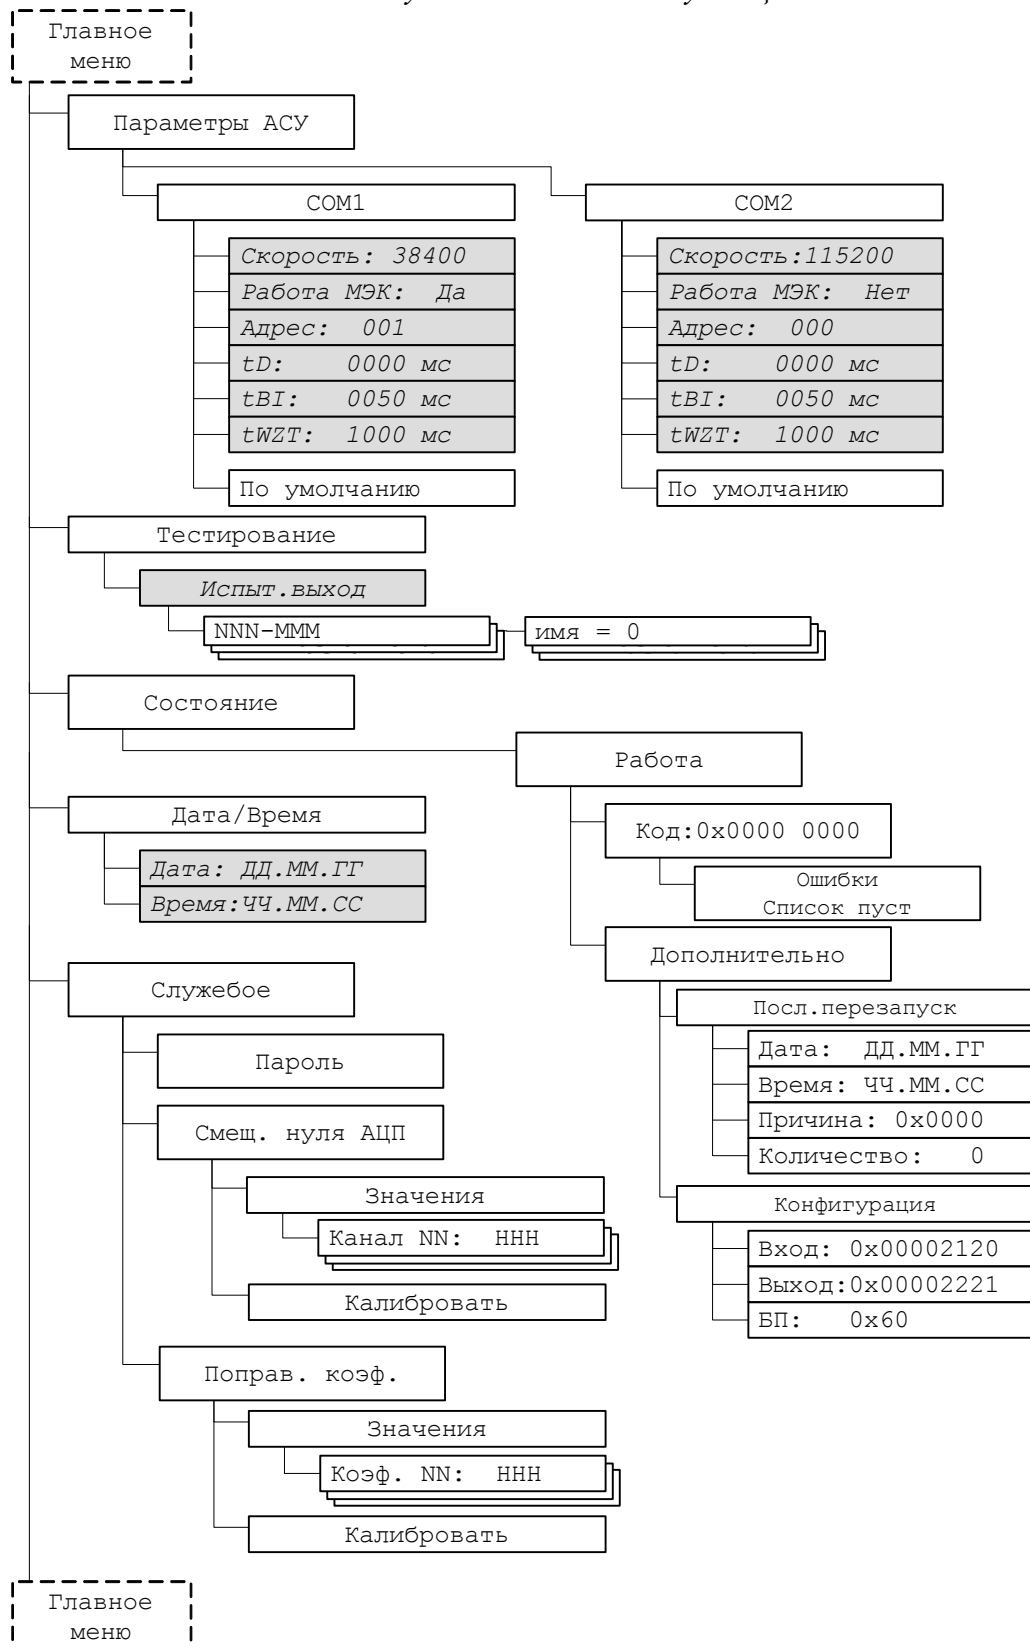 Главное
меню
Параметры АСУ
COM1
COM2
Скорость: 38400
Скорость:115200
Работа МЭК: Да
Работа МЭК: Нет
Адрес: 001
Адрес: 000
tD: 0000 мс
tD: 0000 мс
tBI: 0050 мс
tBI: 0050 мс
tWZT: 1000 мс
tWZT: 1000 мс
По умолчанию
По умолчанию
Тестирование
Испыт.выход
NNN-MMM
имя = 0
Состояние
Работа
Дата/Время
Код:0x0000 0000
Дата: ДД.ММ.ГГ
Время:ЧЧ.ММ.СС
Ошибки
Список пуст
Дополнительно
Служебое
Посл.перезапуск
Дата: ДД.ММ.ГГ
Время: ЧЧ.ММ.СС
Причина: 0x0000
Количество: 0
Пароль
Смещ. нуля АЦП
Значения
Канал NN: ННН
Калибровать
Конфигурация
Вход: 0x00002120
Выход:0x00002221
БП: 0x60
Поправ. коэф.
Значения
Коэф. NN: ННН
Калибровать
Главное
меню